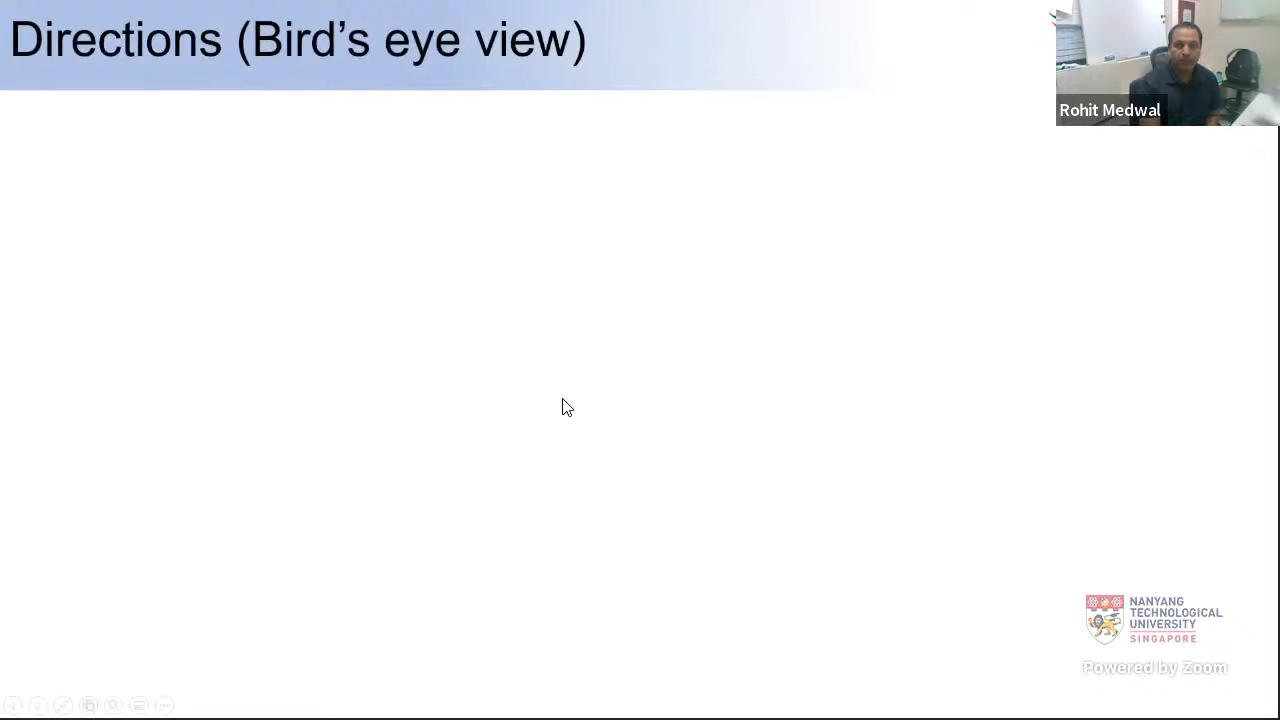 Directions (Bird’s eye view)
Rohit Medwal
NANYANG
TECHNOLOGICAL
UNIVERSITY
SINGAPORE
Powered by Zoom